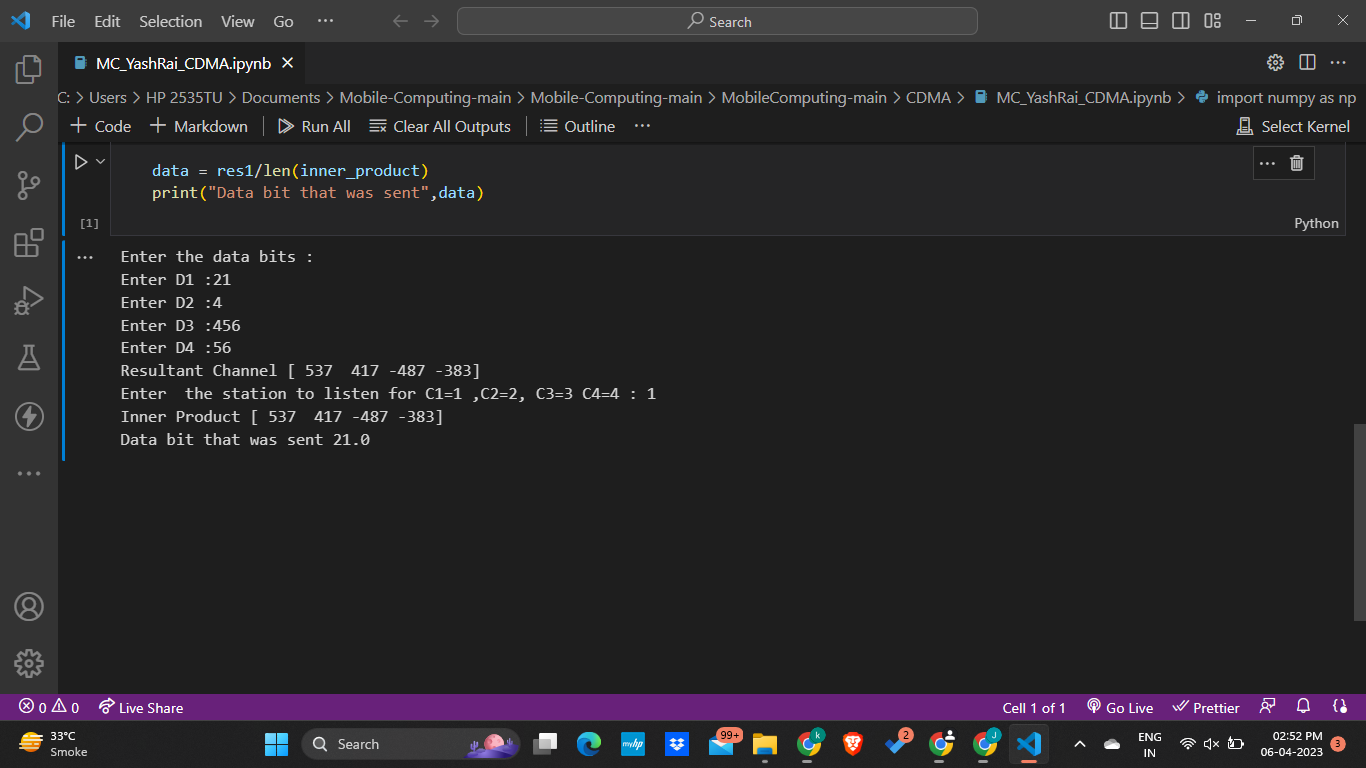 File Edit Selection View Go ··· Search
MC_YashRai_CDMA.ipynb
C: > Users > HP 2535TU > Documents > Mobile-Computing-main > Mobile-Computing-main > MobileComputing-main > CDMA > MC_YashRai_CDMA.ipynb > import numpy as np
+ Code + Markdown Run All Clear All Outputs Outline ··· Select Kernel
data = res1/len(inner_product)
print("Data bit that was sent",data)
[1] Python
Enter the data bits :
Enter D1 :21
Enter D2 :4
Enter D3 :456
Enter D4 :56
Resultant Channel [ 537  417 -487 -383]
Enter  the station to listen for C1=1 ,C2=2, C3=3 C4=4 : 1
Inner Product [ 537  417 -487 -383]
Data bit that was sent 21.0
0 0 Live Share Cell 1 of 1 Go Live Prettier
33°C
Smoke
Search
myhp
99+
k
2
J
ENG
IN
02:52 PM
06-04-2023
3